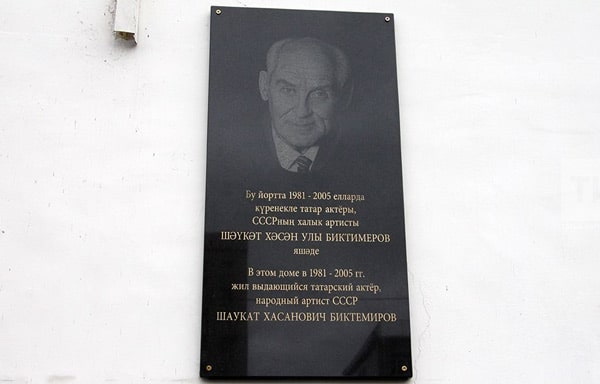 Бу йортта 1981 - 2005 елларда
күренекле татар актёры,
СССРның халык артисты
ШӘҮКӘТ ХӘСӘН УЛЫ БИКТИМЕРОВ
яшәде
В этом доме в 1981 - 2005 гг.
жил выдающийся татарский актёр,
народный артист СССР
ШАУКАТ ХАСАНОВИЧ БИКТЕМИРОВ